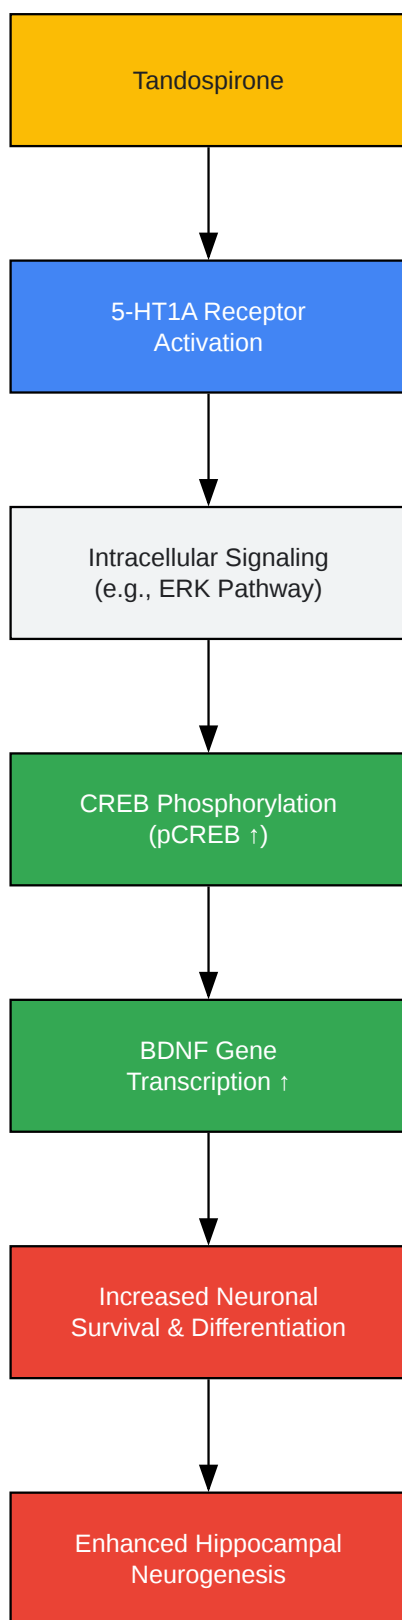 Tandospirone
5-HT1A Receptor
Activation
Intracellular Signaling
(e.g., ERK Pathway)
CREB Phosphorylation
(pCREB ↑)
BDNF Gene
Transcription ↑
Increased Neuronal
Survival & Differentiation
Enhanced Hippocampal
Neurogenesis